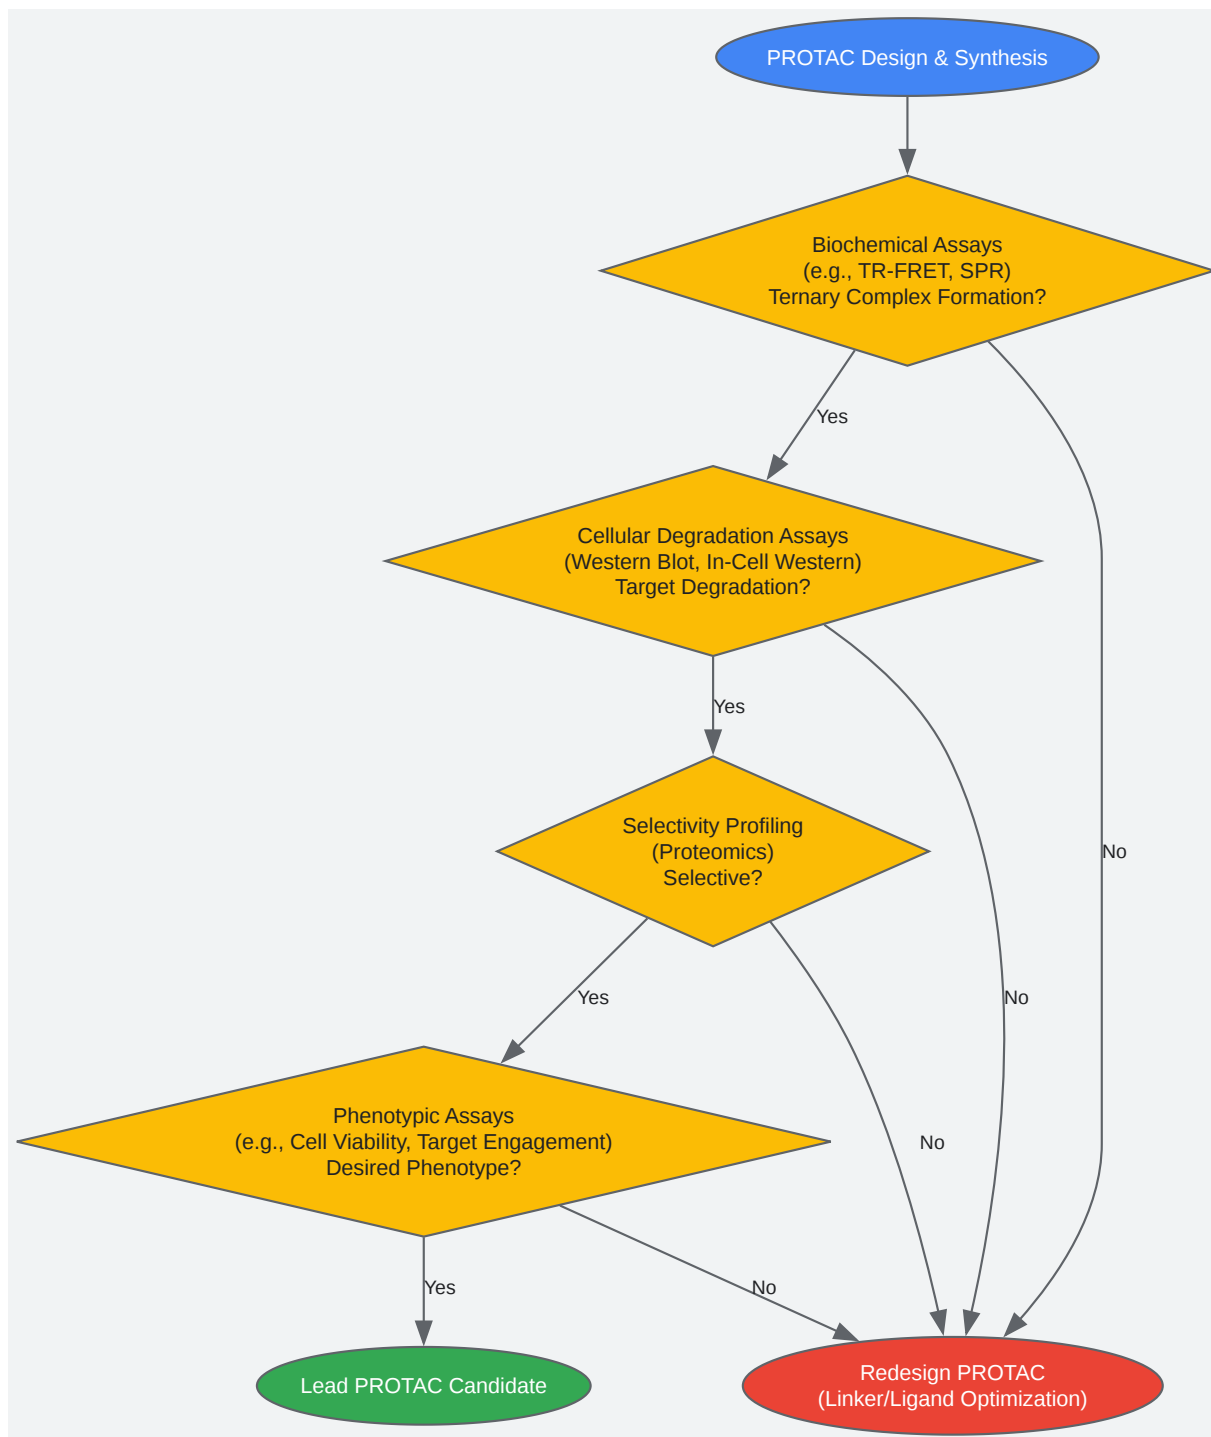 PROTAC Design & Synthesis
Biochemical Assays
(e.g., TR-FRET, SPR)
Ternary Complex Formation?
Yes
Cellular Degradation Assays
(Western Blot, In-Cell Western)
Target Degradation?
Yes
Selectivity Profiling
(Proteomics)
Selective?
No
Yes
No
Phenotypic Assays
(e.g., Cell Viability, Target Engagement)
Desired Phenotype?
No
Yes
No
Lead PROTAC Candidate
Redesign PROTAC
(Linker/Ligand Optimization)